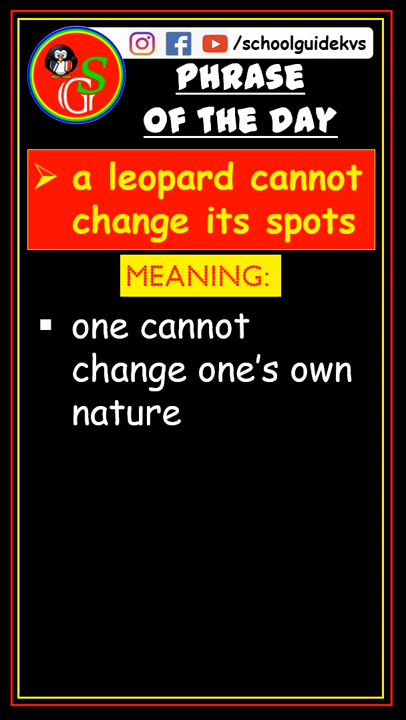 /schoolguidekvs
SG
PHRASE
OF THE DAY
➢ a leopard cannot
change its spots
MEANING:
▪ one cannot
change one’s own
nature